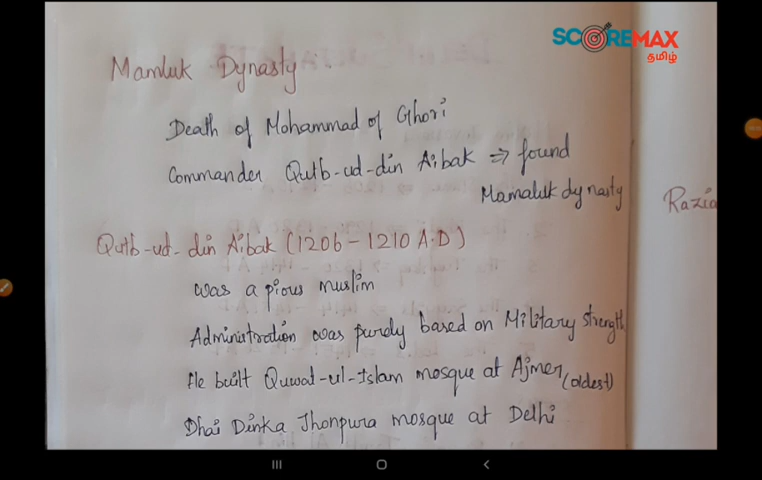 SCOREMAX
தமிழ்
Mamluk Dynasty
Death of Mohammad of Ghori
Commander Qutb-ud-din Aibak ⇒ found
Mamaluk dynasty
Razia
Qutb-ud-din Aibak (1206 - 1210 A.D)
was a pious muslim
Administration was purely based on Military strength
He built Quwat-ul-Islam mosque at Ajmer (oldest)
Dhai Dinka Jhonpura mosque at Delhi